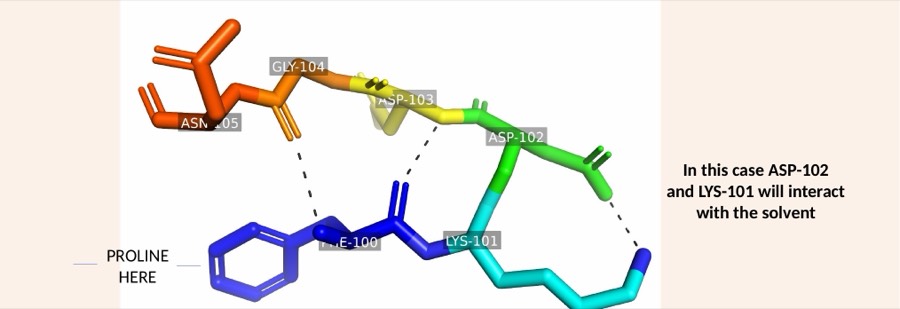 GLY-104
ASP-103
ASN-105
ASP-102
In this case ASP-102
and LYS-101 will interact
with the solvent
PHE-100
LYS-101
PROLINE
HERE